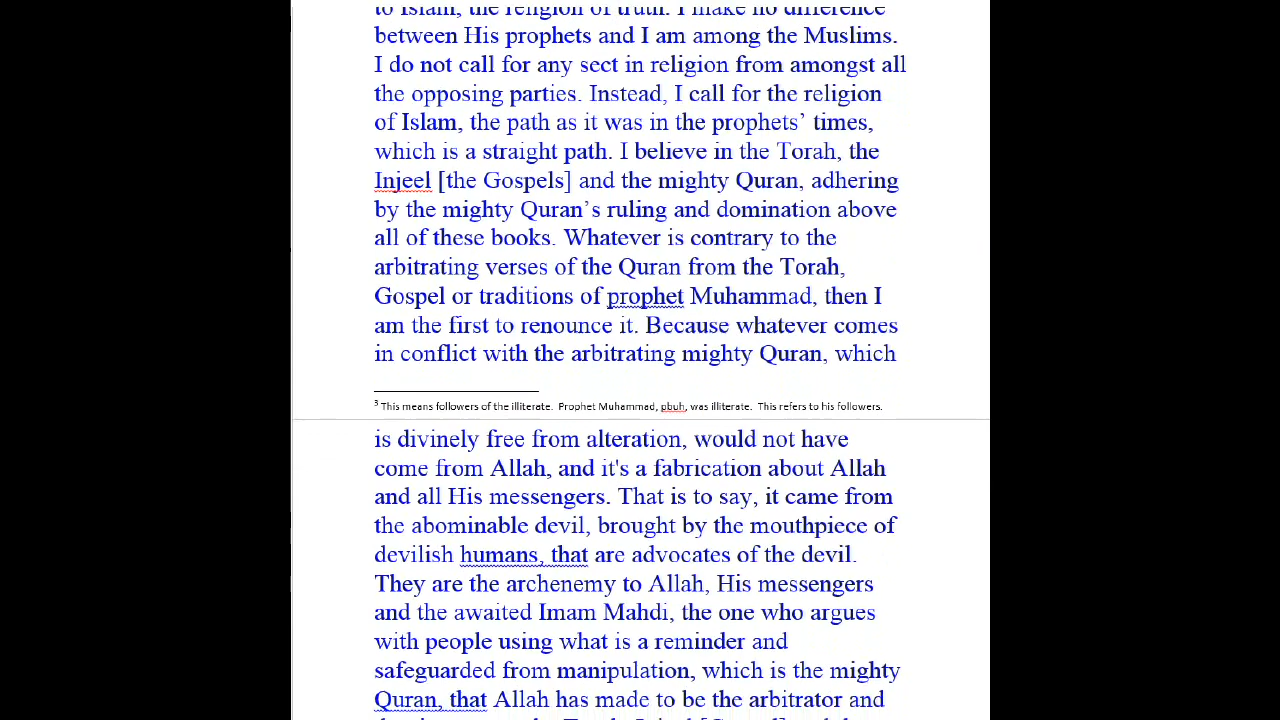 to Islam, the religion of truth. I make no difference
between His prophets and I am among the Muslims.
I do not call for any sect in religion from amongst all
the opposing parties. Instead, I call for the religion
of Islam, the path as it was in the prophets’ times,
which is a straight path. I believe in the Torah, the
Injeel [the Gospels] and the mighty Quran, adhering
by the mighty Quran’s ruling and domination above
all of these books. Whatever is contrary to the
arbitrating verses of the Quran from the Torah,
Gospel or traditions of prophet Muhammad, then I
am the first to renounce it. Because whatever comes
in conflict with the arbitrating mighty Quran, which
3 This means followers of the illiterate. Prophet Muhammad, pbuh, was illiterate. This refers to his followers.
is divinely free from alteration, would not have
come from Allah, and it's a fabrication about Allah
and all His messengers. That is to say, it came from
the abominable devil, brought by the mouthpiece of
devilish humans, that are advocates of the devil.
They are the archenemy to Allah, His messengers
and the awaited Imam Mahdi, the one who argues
with people using what is a reminder and
safeguarded from manipulation, which is the mighty
Quran, that Allah has made to be the arbitrator and